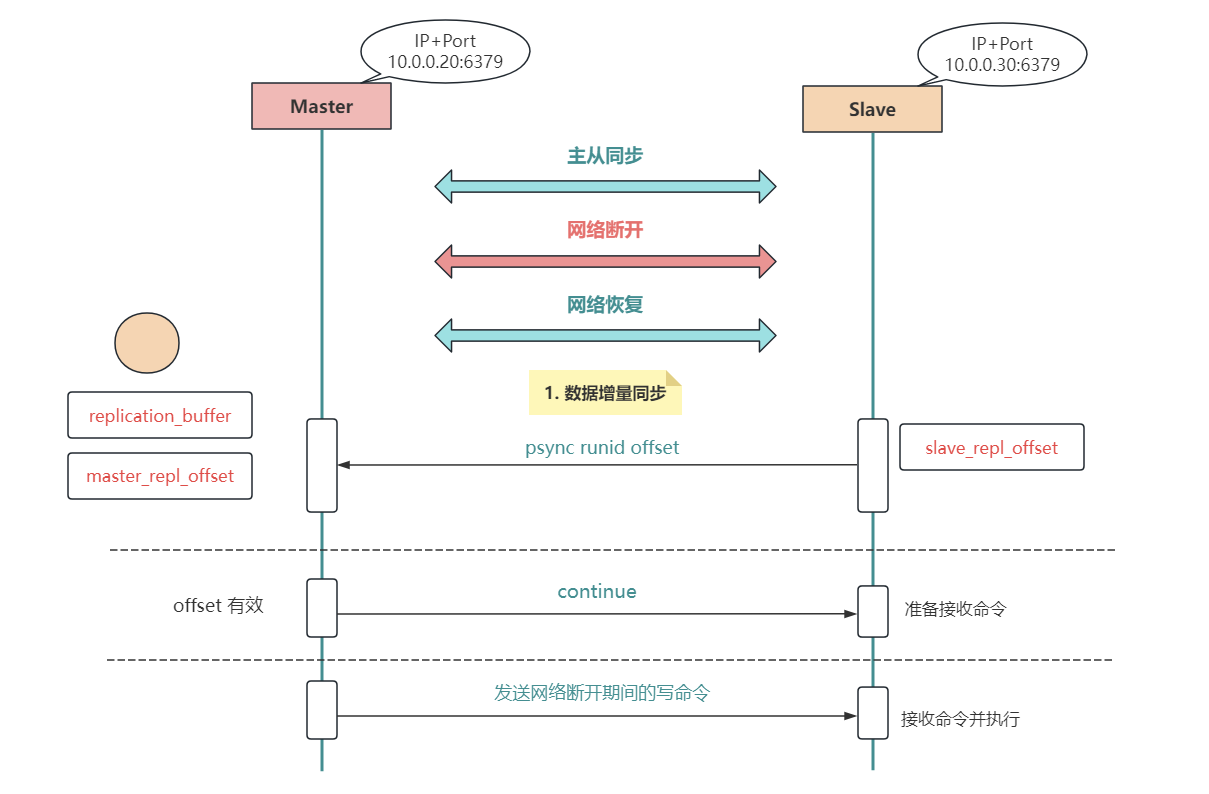 IP+Port
10.0.0.20:6379
IP+Port
10.0.0.30:6379
Master
Slave
主从同步
网络断开
网络恢复
1. 数据增量同步
replication_buffer
psync runid offset
slave_repl_offset
master_repl_offset
offset 有效
continue
准备接收命令
发送网络断开期间的写命令
接收命令并执行